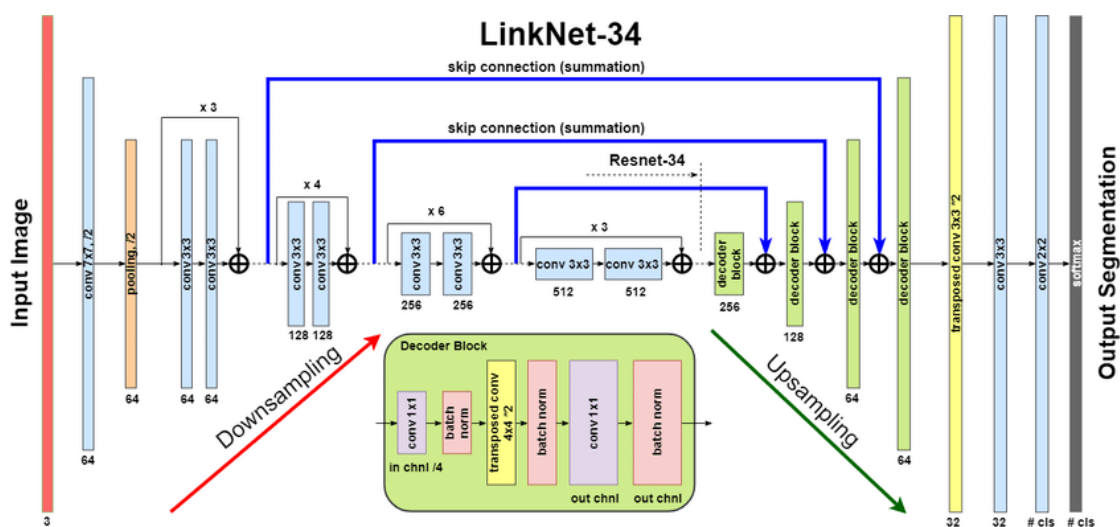 LinkNet-34
skip connection (summation)
x 3
skip connection (summation)
Resnet-34
x 4
x 6
x 3
Input Image
conv 7x7, /2
pooling, /2
conv 3x3
conv 3x3
conv 3x3
conv 3x3
conv 3x3
conv 3x3
conv 3x3
conv 3x3
decoder block
decoder block
decoder block
decoder block
transposed conv 3x3 ^2
conv 3x3
conv 2x2
softmax
Output Segmentation
256
256
512
512
256
128
128
128
64
64
64
64
64
64
3
32
32
# cls
# cls
Downsampling
Upsampling
Decoder Block
conv 1x1
batch norm
transposed conv 4x4 ^2
batch norm
conv 1x1
batch norm
in chnl /4
out chnl
out chnl